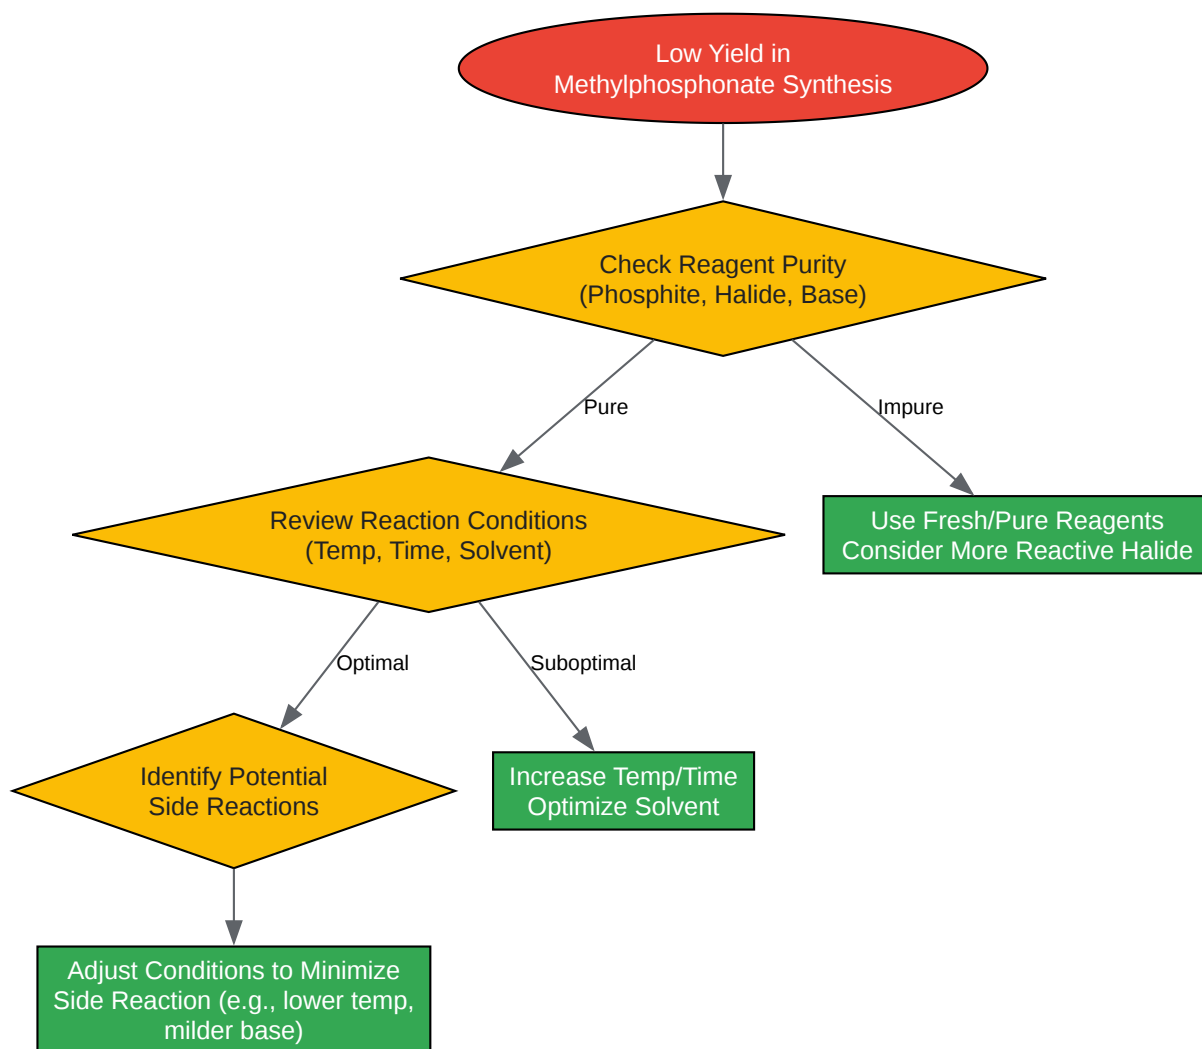 Low Yield in
Methylphosphonate Synthesis
Check Reagent Purity
(Phosphite, Halide, Base)
Pure
Impure
Review Reaction Conditions
(Temp, Time, Solvent)
Use Fresh/Pure Reagents
Consider More Reactive Halide
Optimal
Suboptimal
Identify Potential
Side Reactions
Increase Temp/Time
Optimize Solvent
Adjust Conditions to Minimize
Side Reaction (e.g., lower temp,
milder base)